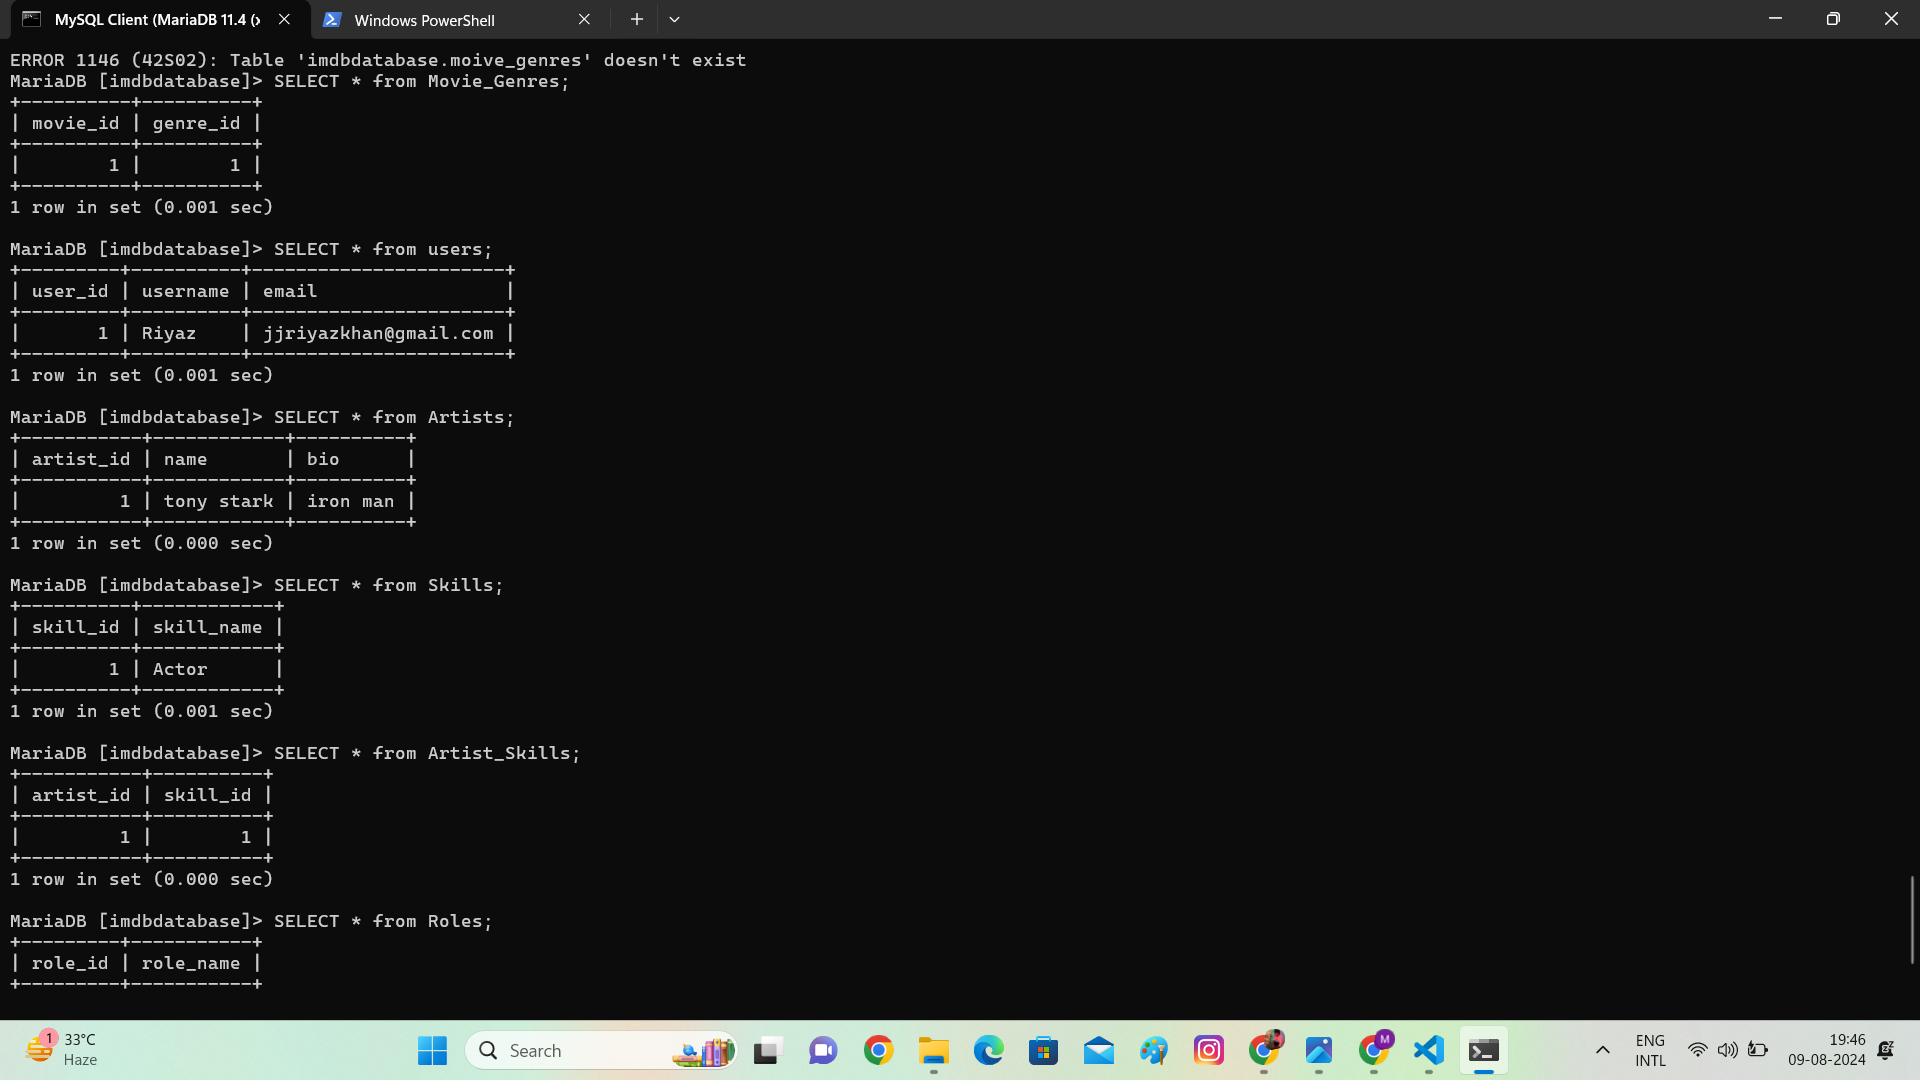 MySQL Client (MariaDB 11.4 (x
Windows PowerShell
ERROR 1146 (42S02): Table 'imdbdatabase.moive_genres' doesn't exist
MariaDB [imdbdatabase]> SELECT * from Movie_Genres;
+----------+----------+
| movie_id | genre_id |
+----------+----------+
|        1 |        1 |
+----------+----------+
1 row in set (0.001 sec)
MariaDB [imdbdatabase]> SELECT * from users;
+---------+----------+-----------------------+
| user_id | username | email                 |
+---------+----------+-----------------------+
|       1 | Riyaz    | jjriyazkhan@gmail.com |
+---------+----------+-----------------------+
1 row in set (0.001 sec)
MariaDB [imdbdatabase]> SELECT * from Artists;
+-----------+------------+----------+
| artist_id | name       | bio      |
+-----------+------------+----------+
|         1 | tony stark | iron man |
+-----------+------------+----------+
1 row in set (0.000 sec)
MariaDB [imdbdatabase]> SELECT * from Skills;
+----------+------------+
| skill_id | skill_name |
+----------+------------+
|        1 | Actor      |
+----------+------------+
1 row in set (0.001 sec)
MariaDB [imdbdatabase]> SELECT * from Artist_Skills;
+-----------+----------+
| artist_id | skill_id |
+-----------+----------+
|         1 |        1 |
+-----------+----------+
1 row in set (0.000 sec)
MariaDB [imdbdatabase]> SELECT * from Roles;
+---------+-----------+
| role_id | role_name |
+---------+-----------+
1
33°C
Haze
Search
M
ENG
INTL
19:46
09-08-2024